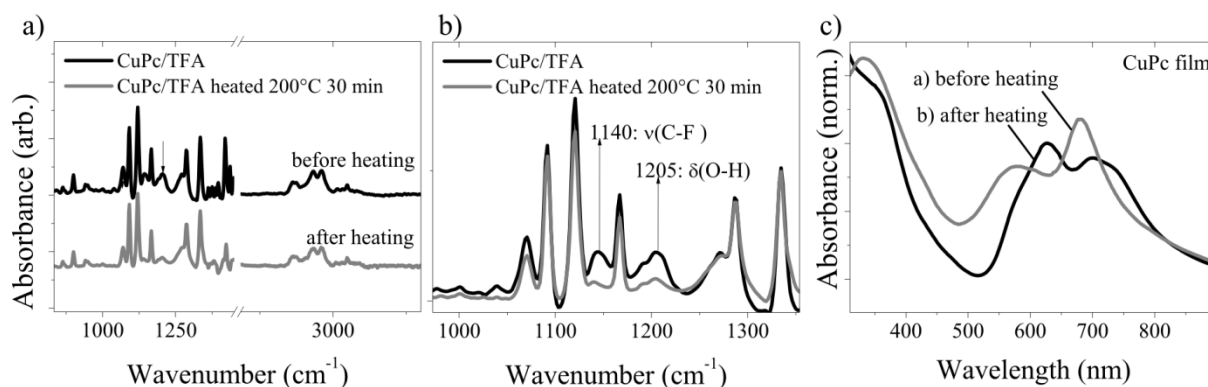 a)
CuPc/TFA
CuPc/TFA heated 200°C 30 min
before heating
after heating
Absorbance (arb.)
1000
1250
3000
Wavenumber (cm⁻¹)
b)
CuPc/TFA
CuPc/TFA heated 200°C 30 min
1140: ν(C-F )
1205: δ(O-H)
Absorbance (arb.)
1000
1100
1200
1300
Wavenumber (cm⁻¹)
c)
CuPc film
a) before heating
b) after heating
Absorbance (norm.)
400
500
600
700
800
Wavelength (nm)